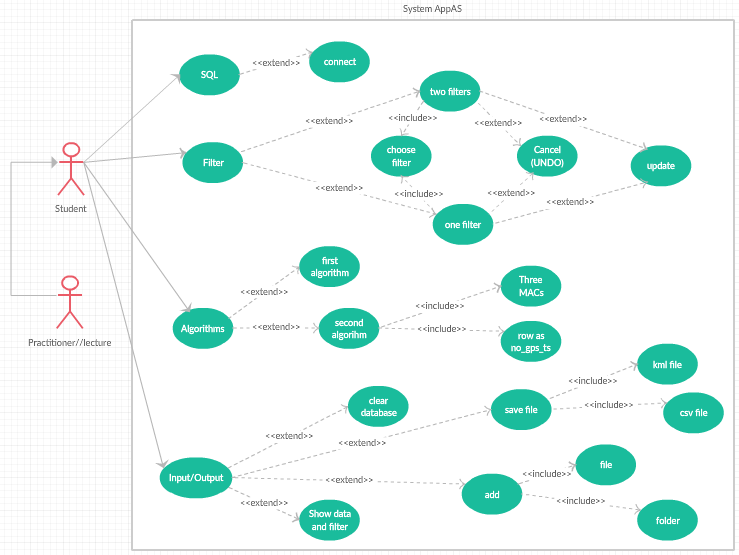 System AppAS
SQL
<<extend>>
connect
two filters
<<extend>>
<<include>>
<<extend>>
<<extend>>
Filter
choose
filter
Cancel
(UNDO)
update
<<extend>>
<<include>>
<<extend>>
<<extend>>
one filter
Student
first
algorithm
<<extend>>
Three
MACs
<<include>>
Algorithms
<<extend>>
second
algorihm
<<include>>
row as
no_gps_ts
Practitioner//lecture
kml file
<<include>>
clear
database
save file
<<include>>
csv file
<<extend>>
<<extend>>
Input/Output
<<extend>>
add
<<include>>
file
<<include>>
folder
<<extend>>
Show data
and filter